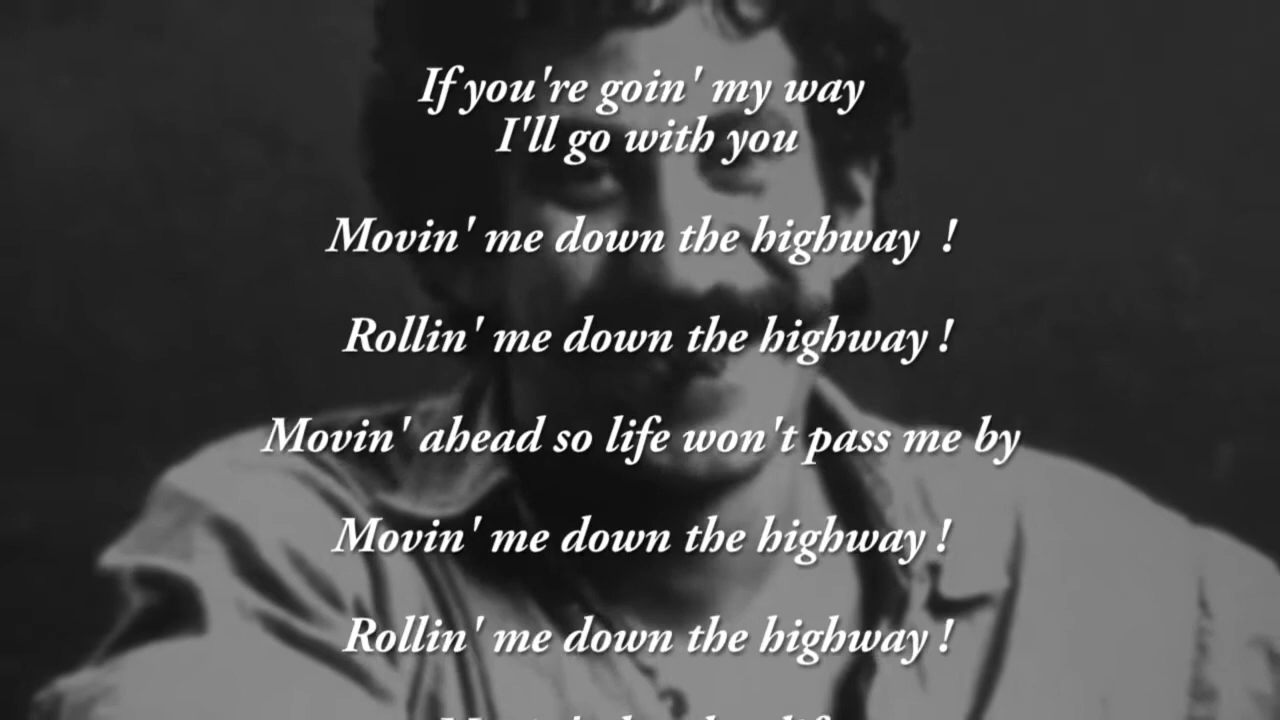 If you're goin' my way
I'll go with you
Movin' me down the highway !
Rollin' me down the highway !
Movin' ahead so life won't pass me by
Movin' me down the highway !
Rollin' me down the highway !